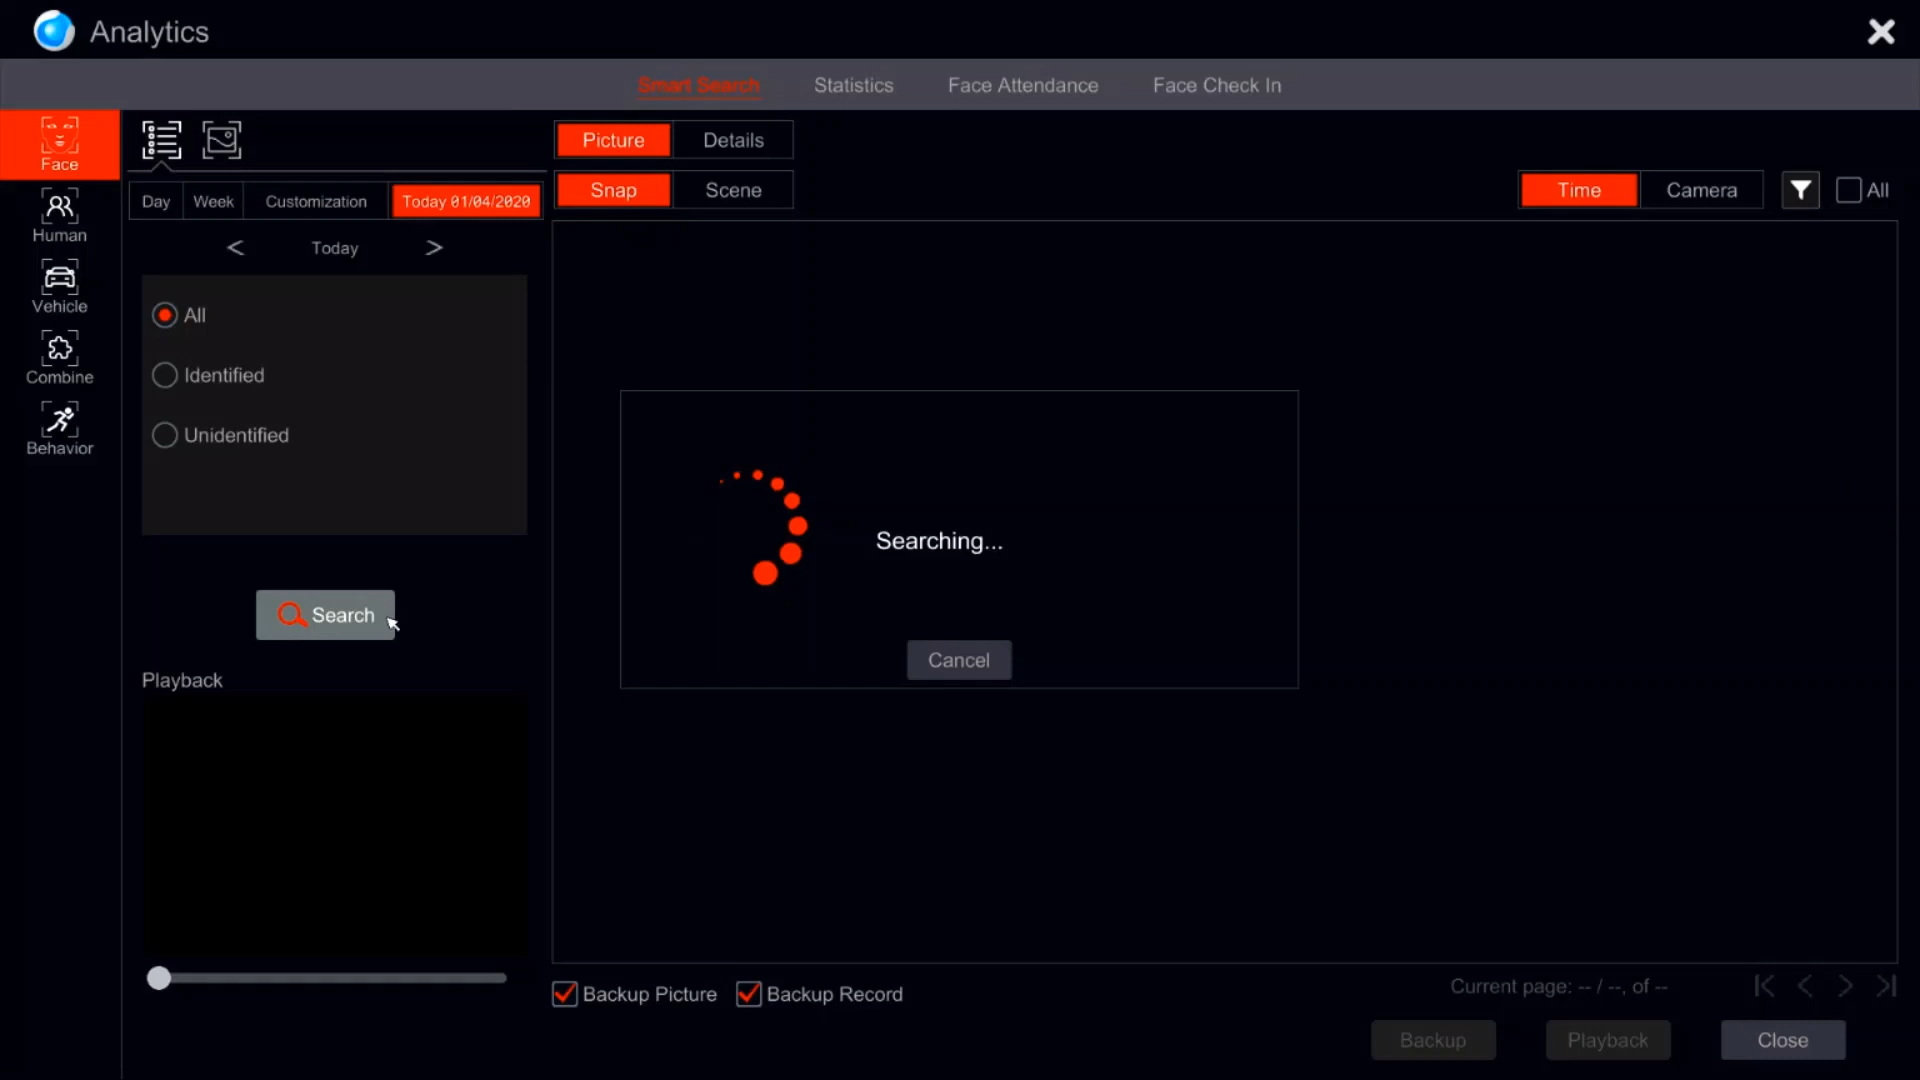 Analytics
Smart Search Statistics Face Attendance Face Check In
Face
Human
Vehicle
Combine
Behavior
Picture Details
Snap Scene
Time Camera All
Day Week Customization Today 01/04/2020
< Today >
All
Identified
Unidentified
Search
Searching...
Cancel
Playback
Backup Picture Backup Record
Current page: -- / --, of --
Backup Playback Close